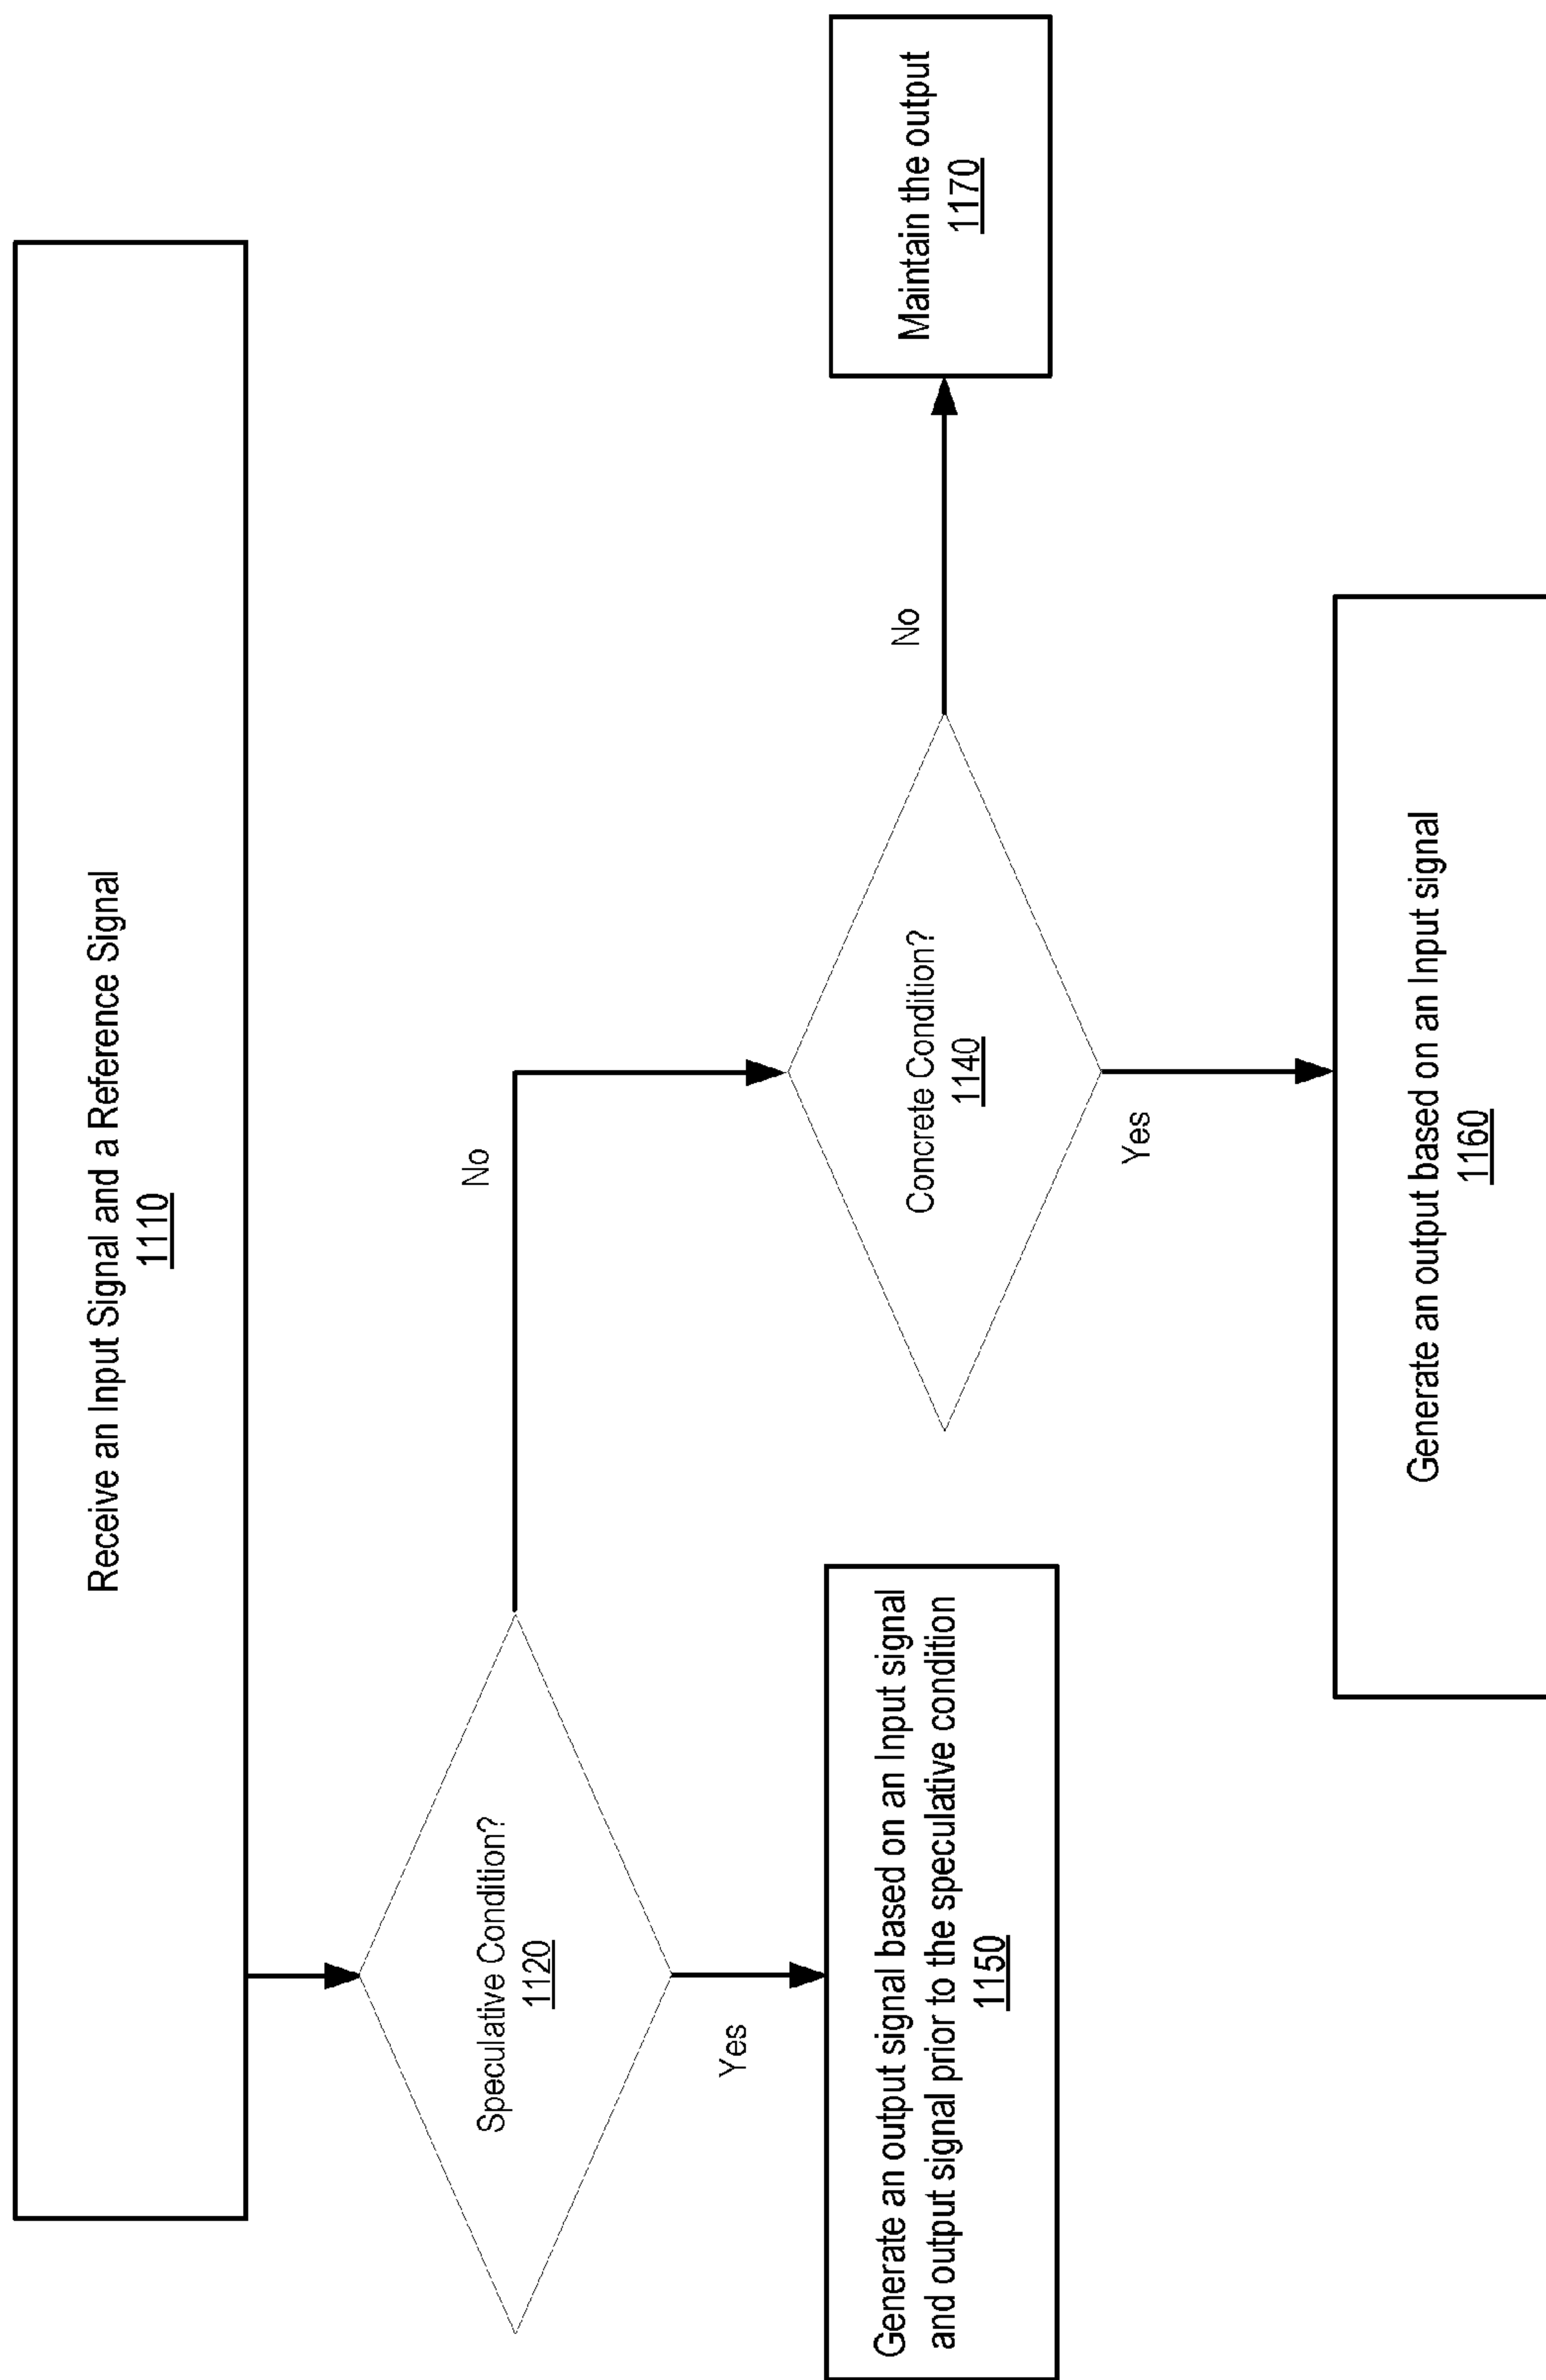 Receive an Input Signal and a Reference Signal
1110
Speculative Condition?
1120
No
Yes
Generate an output signal based on an Input signal
and output signal prior to the speculative condition
1150
Concrete Condition?
1140
No
Maintain the output
1170
Yes
Generate an output based on an Input signal
1160